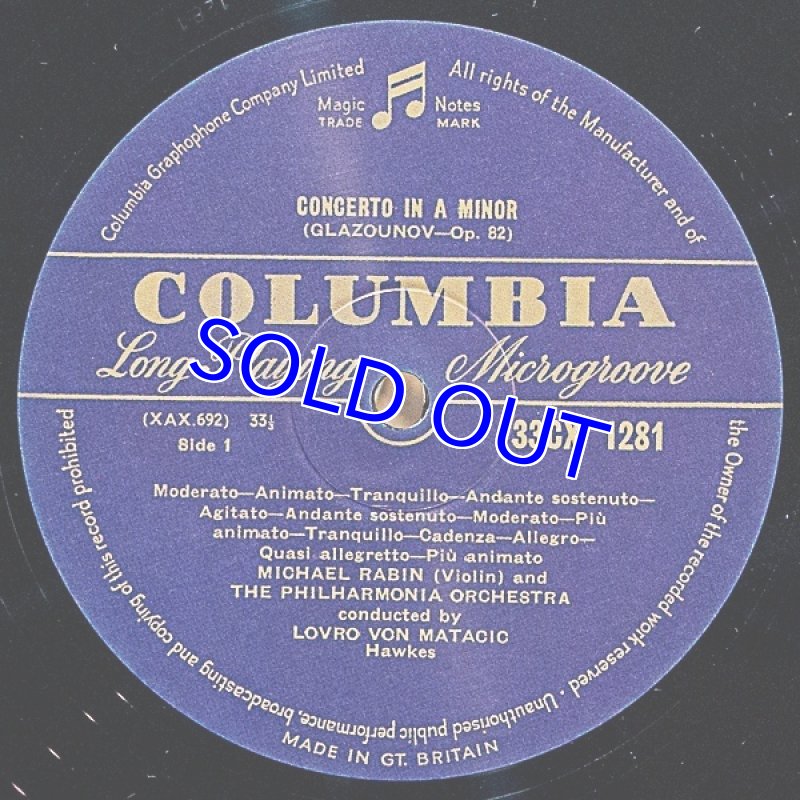 Columbia Graphophone Company Limited
All rights of the Manufacturer and of
the Owner of the recorded work reserved • Unauthorised public performance, broadcasting and copying of this record prohibited
Magic Notes
TRADE MARK
CONCERTO IN A MINOR
(GLAZOUNOV—Op. 82)
COLUMBIA
Long Playing Microgroove
SOLD OUT
(XAX.692) 33⅓
Side 1
33CX 1281
Moderato—Animato—Tranquillo—Andante sostenuto—
Agitato—Andante sostenuto—Moderato—Più
animato—Tranquillo—Cadenza—Allegro—
Quasi allegretto—Più animato
MICHAEL RABIN (Violin) and
THE PHILHARMONIA ORCHESTRA
conducted by
LOVRO VON MATACIC
Hawkes
MADE IN GT. BRITAIN